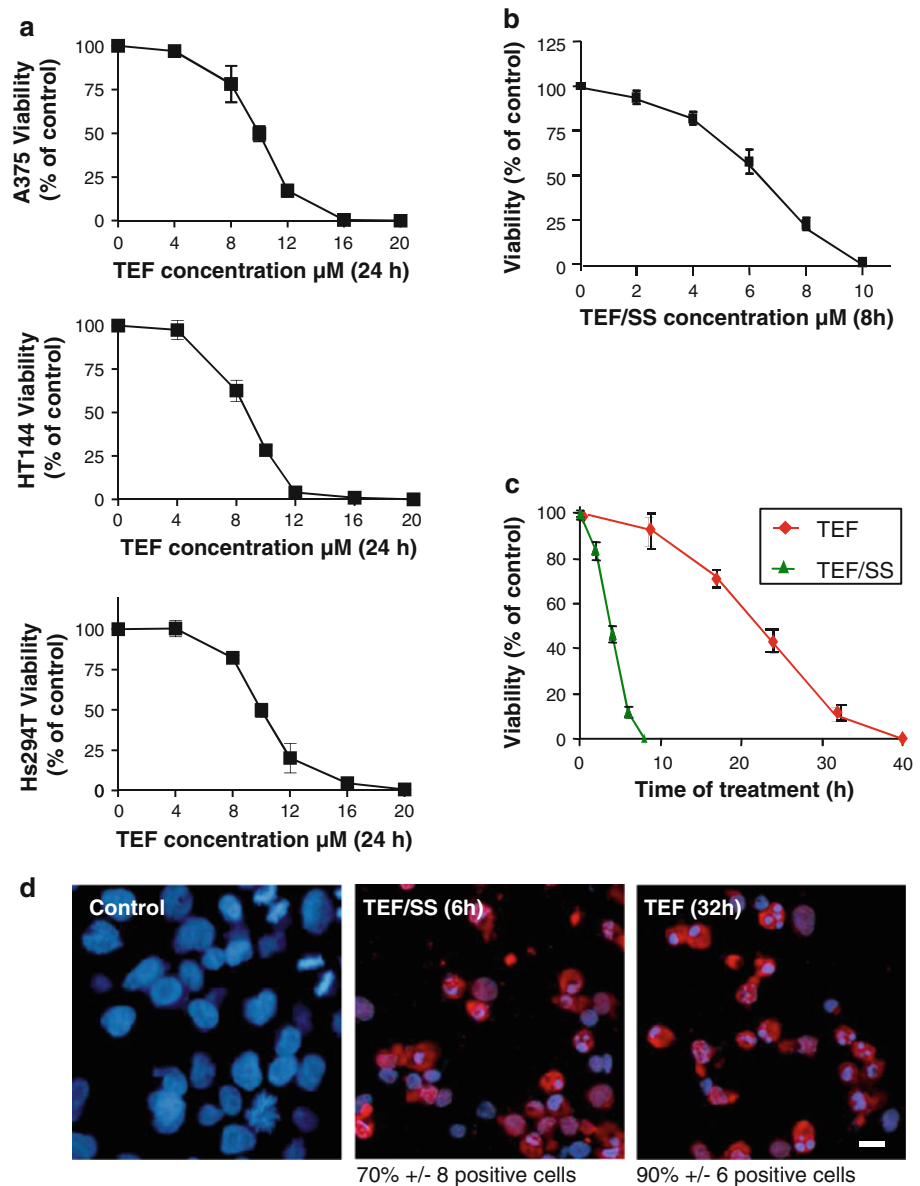 a
A375 Viability
(% of control)
100
75
50
25
0
0 4 8 12 16 20
TEF concentration µM (24 h)
HT144 Viability
(% of control)
100
75
50
25
0
0 4 8 12 16 20
TEF concentration µM (24 h)
Hs294T Viability
(% of control)
100
75
50
25
0
0 4 8 12 16 20
TEF concentration µM (24 h)
b
Viability (% of control)
125
100
75
50
25
0
0 2 4 6 8 10
TEF/SS concentration µM (8h)
c
Viability (% of control)
100
80
60
40
20
0
0 10 20 30 40
Time of treatment (h)
TEF
TEF/SS
d
Control
TEF/SS (6h)
TEF (32h)
70% +/- 8 positive cells
90% +/- 6 positive cells